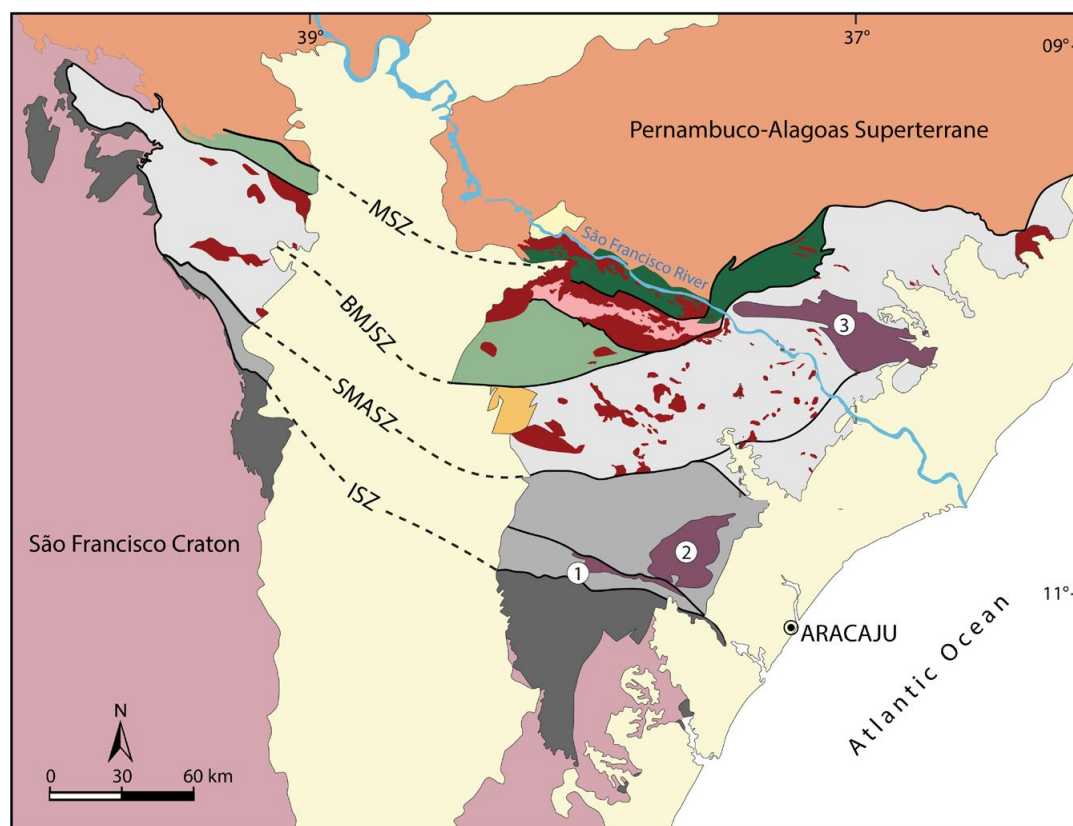 39°
37°
09°
Pernambuco-Alagoas Superterrane
MSZ
São Francisco River
BMJSZ
3
SMASZ
ISZ
São Francisco Craton
2
1
11°
ARACAJU
Atlantic Ocean
N
0 30 60 km